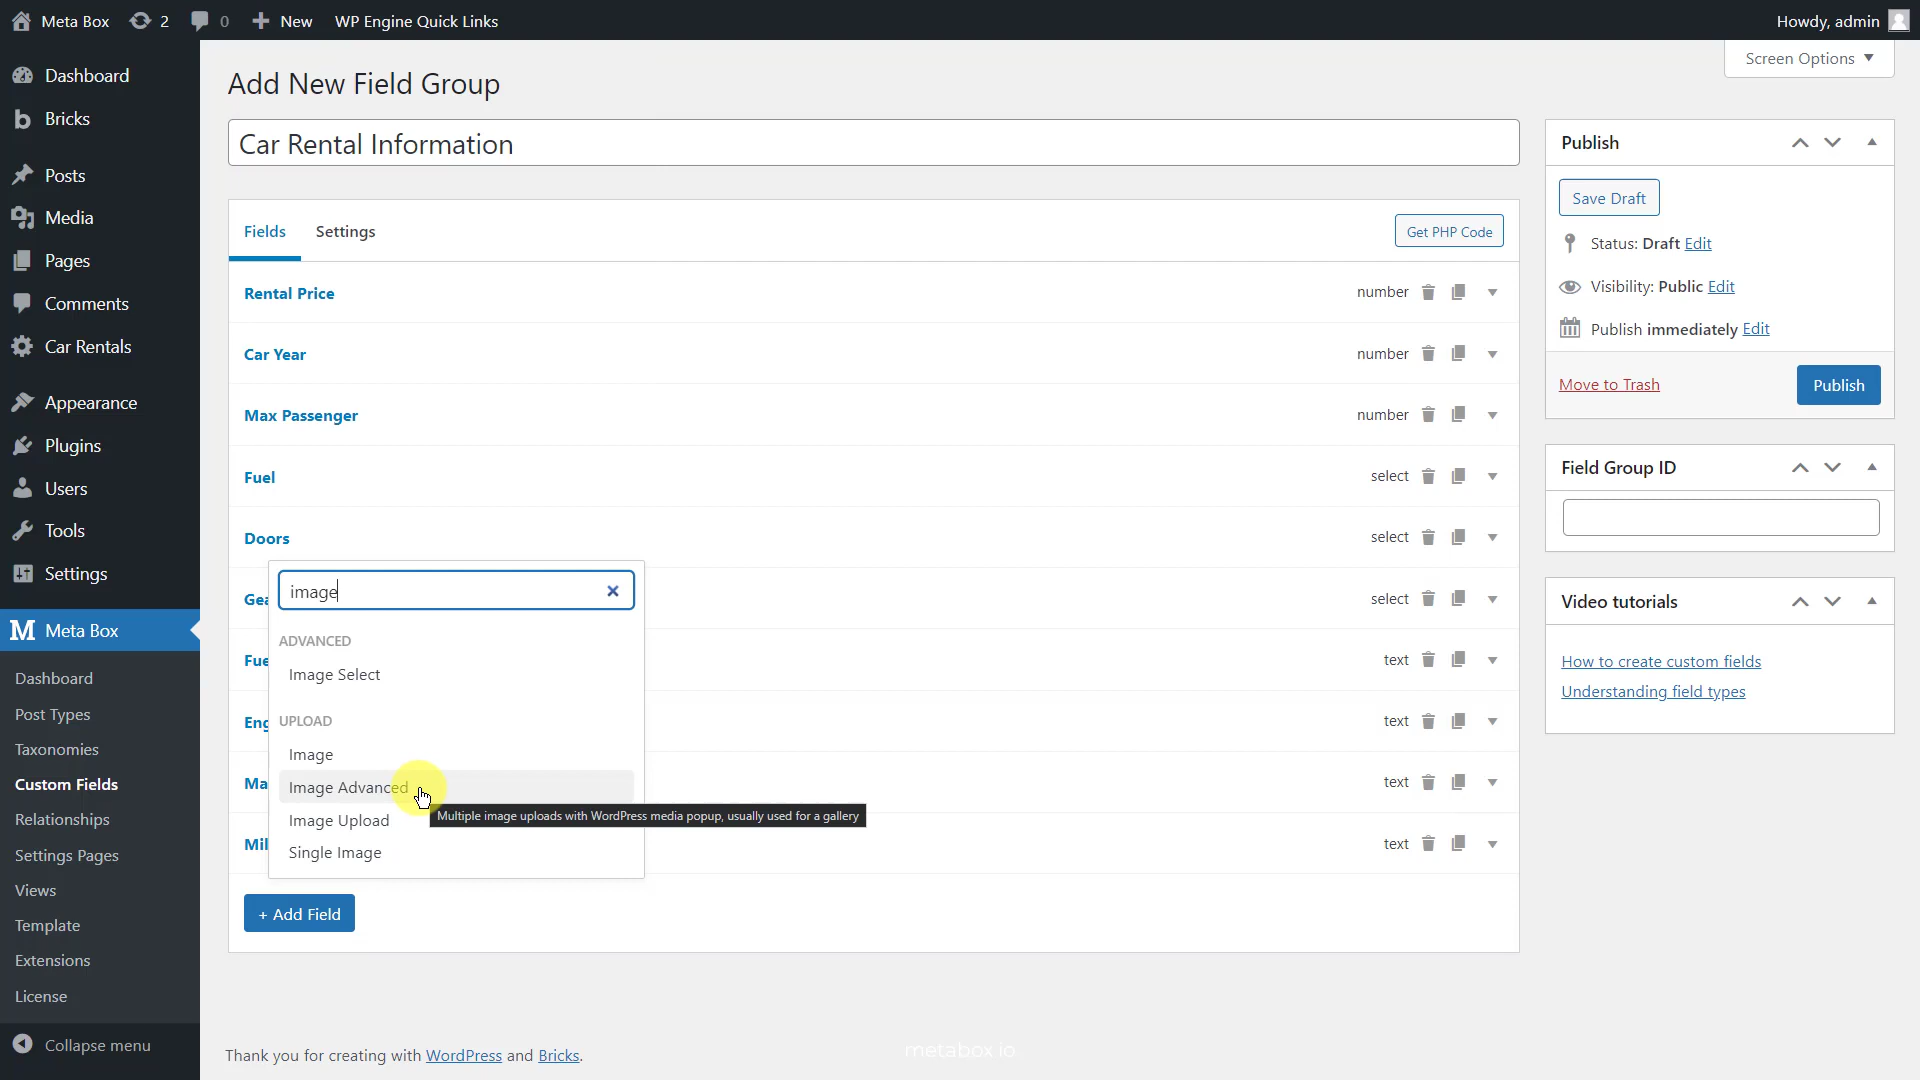 Meta Box 2 0 New WP Engine Quick Links Howdy, admin
Screen Options
Dashboard
Bricks
Posts
Media
Pages
Comments
Car Rentals
Appearance
Plugins
Users
Tools
Settings
Meta Box
Dashboard
Post Types
Taxonomies
Custom Fields
Relationships
Settings Pages
Views
Template
Extensions
License
Collapse menu
Add New Field Group
Car Rental Information
Fields Settings Get PHP Code
Rental Price number
Car Year number
Max Passenger number
Fuel select
Doors select
Gea select
Fue text
Eng text
Ma text
Mil text
image
ADVANCED
Image Select
UPLOAD
Image
Image Advanced
Multiple image uploads with WordPress media popup, usually used for a gallery
Image Upload
Single Image
+ Add Field
Publish
Save Draft
Status: Draft Edit
Visibility: Public Edit
Publish immediately Edit
Move to Trash Publish
Field Group ID
Video tutorials
How to create custom fields
Understanding field types
Thank you for creating with WordPress and Bricks.
metabox.io